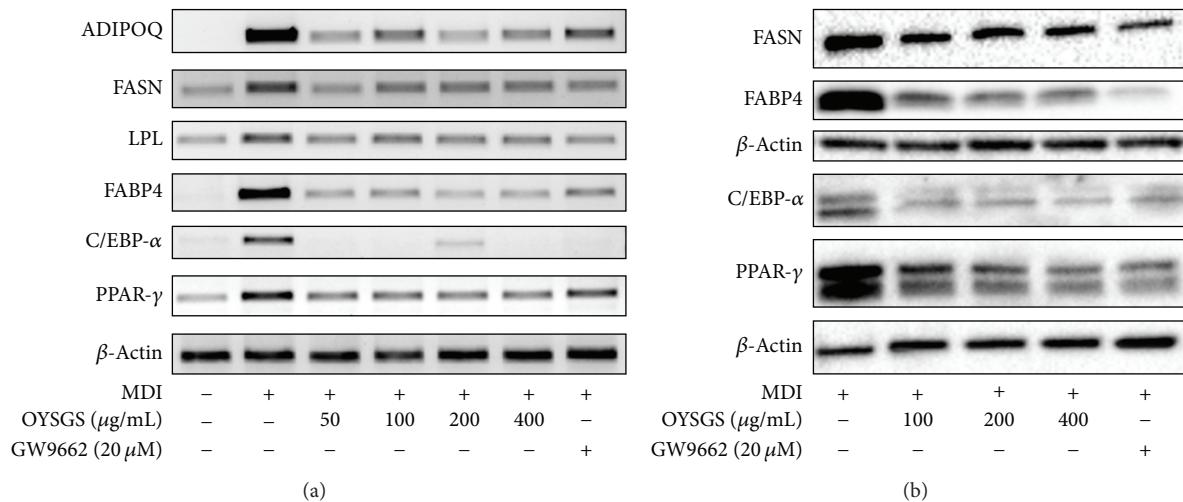 ADIPOQ
FASN
LPL
FABP4
C/EBP-α
PPAR-γ
β-Actin
MDI – + + + + + +
OYSGS (μg/mL) – – 50 100 200 400 –
GW9662 (20 μM) – – – – – – +
(a)
FASN
FABP4
β-Actin
C/EBP-α
PPAR-γ
β-Actin
MDI + + + + +
OYSGS (μg/mL) – 100 200 400 –
GW9662 (20 μM) – – – – +
(b)